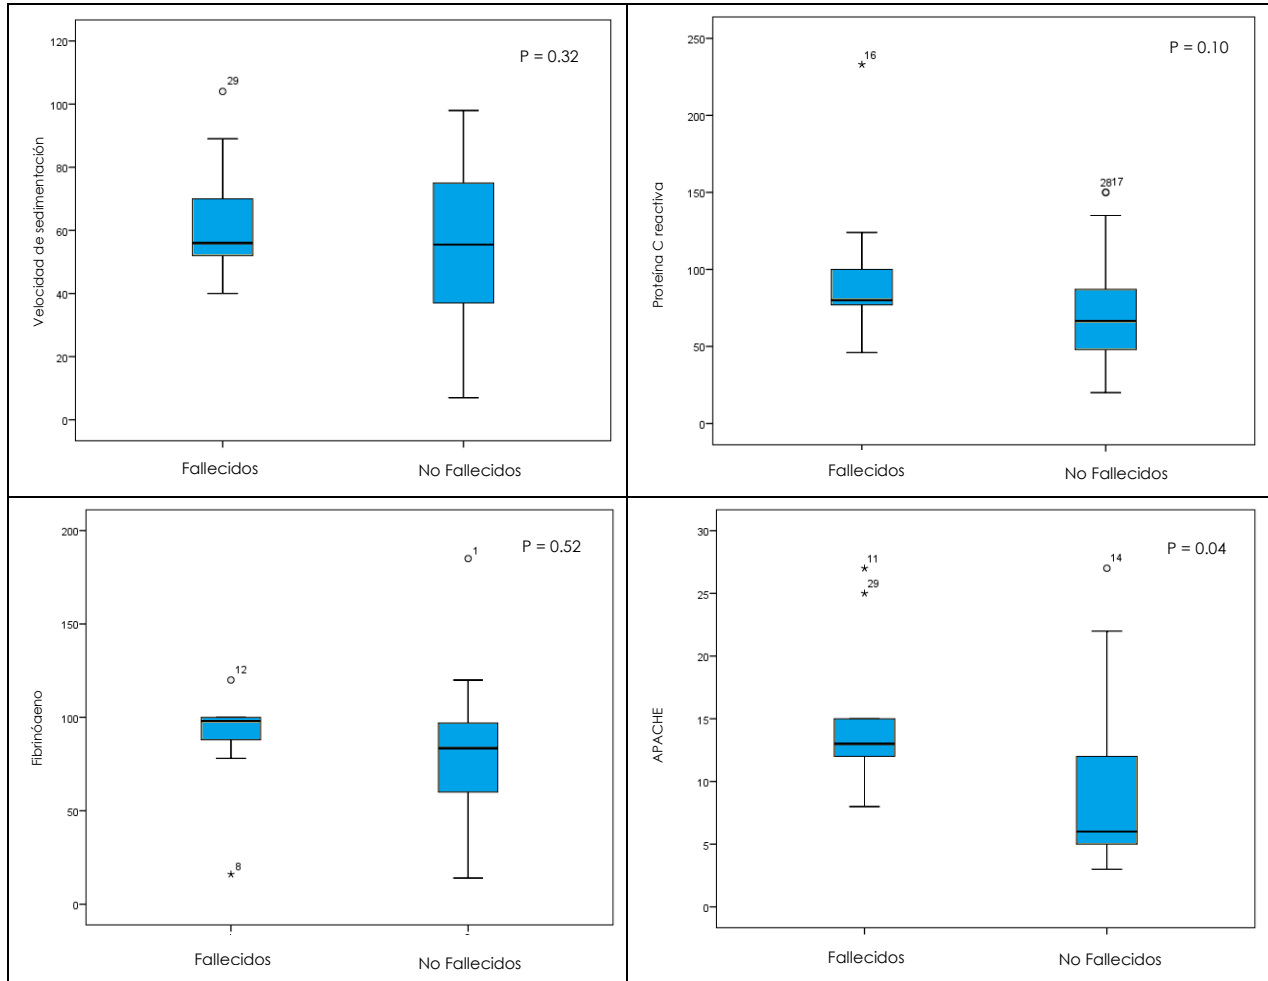 Velocidad de sedimentación
120
100
80
60
40
20
0
P = 0.32
29
Fallecidos
No Fallecidos
Proteína C reactiva
250
200
150
100
50
0
P = 0.10
16
2817
Fallecidos
No Fallecidos
Fibrinóaeno
200
150
100
50
0
P = 0.52
1
12
8
Fallecidos
No Fallecidos
APACHE
30
25
20
15
10
5
0
P = 0.04
11
29
14
Fallecidos
No Fallecidos